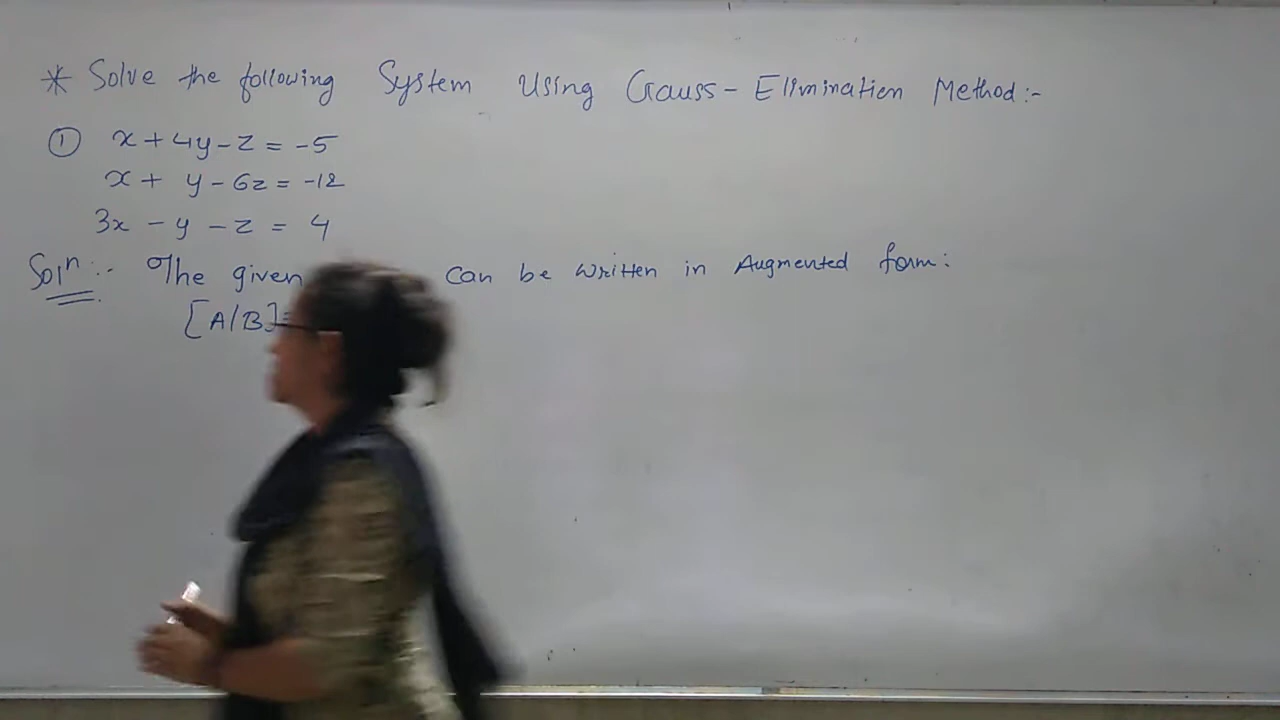 * Solve the following System Using Gauss-Elimination Method:-
① x + 4y - z = -5
x + y - 6z = -12
3x - y - z = 4
Solⁿ:- The given can be written in Augmented form:
[A/B]=